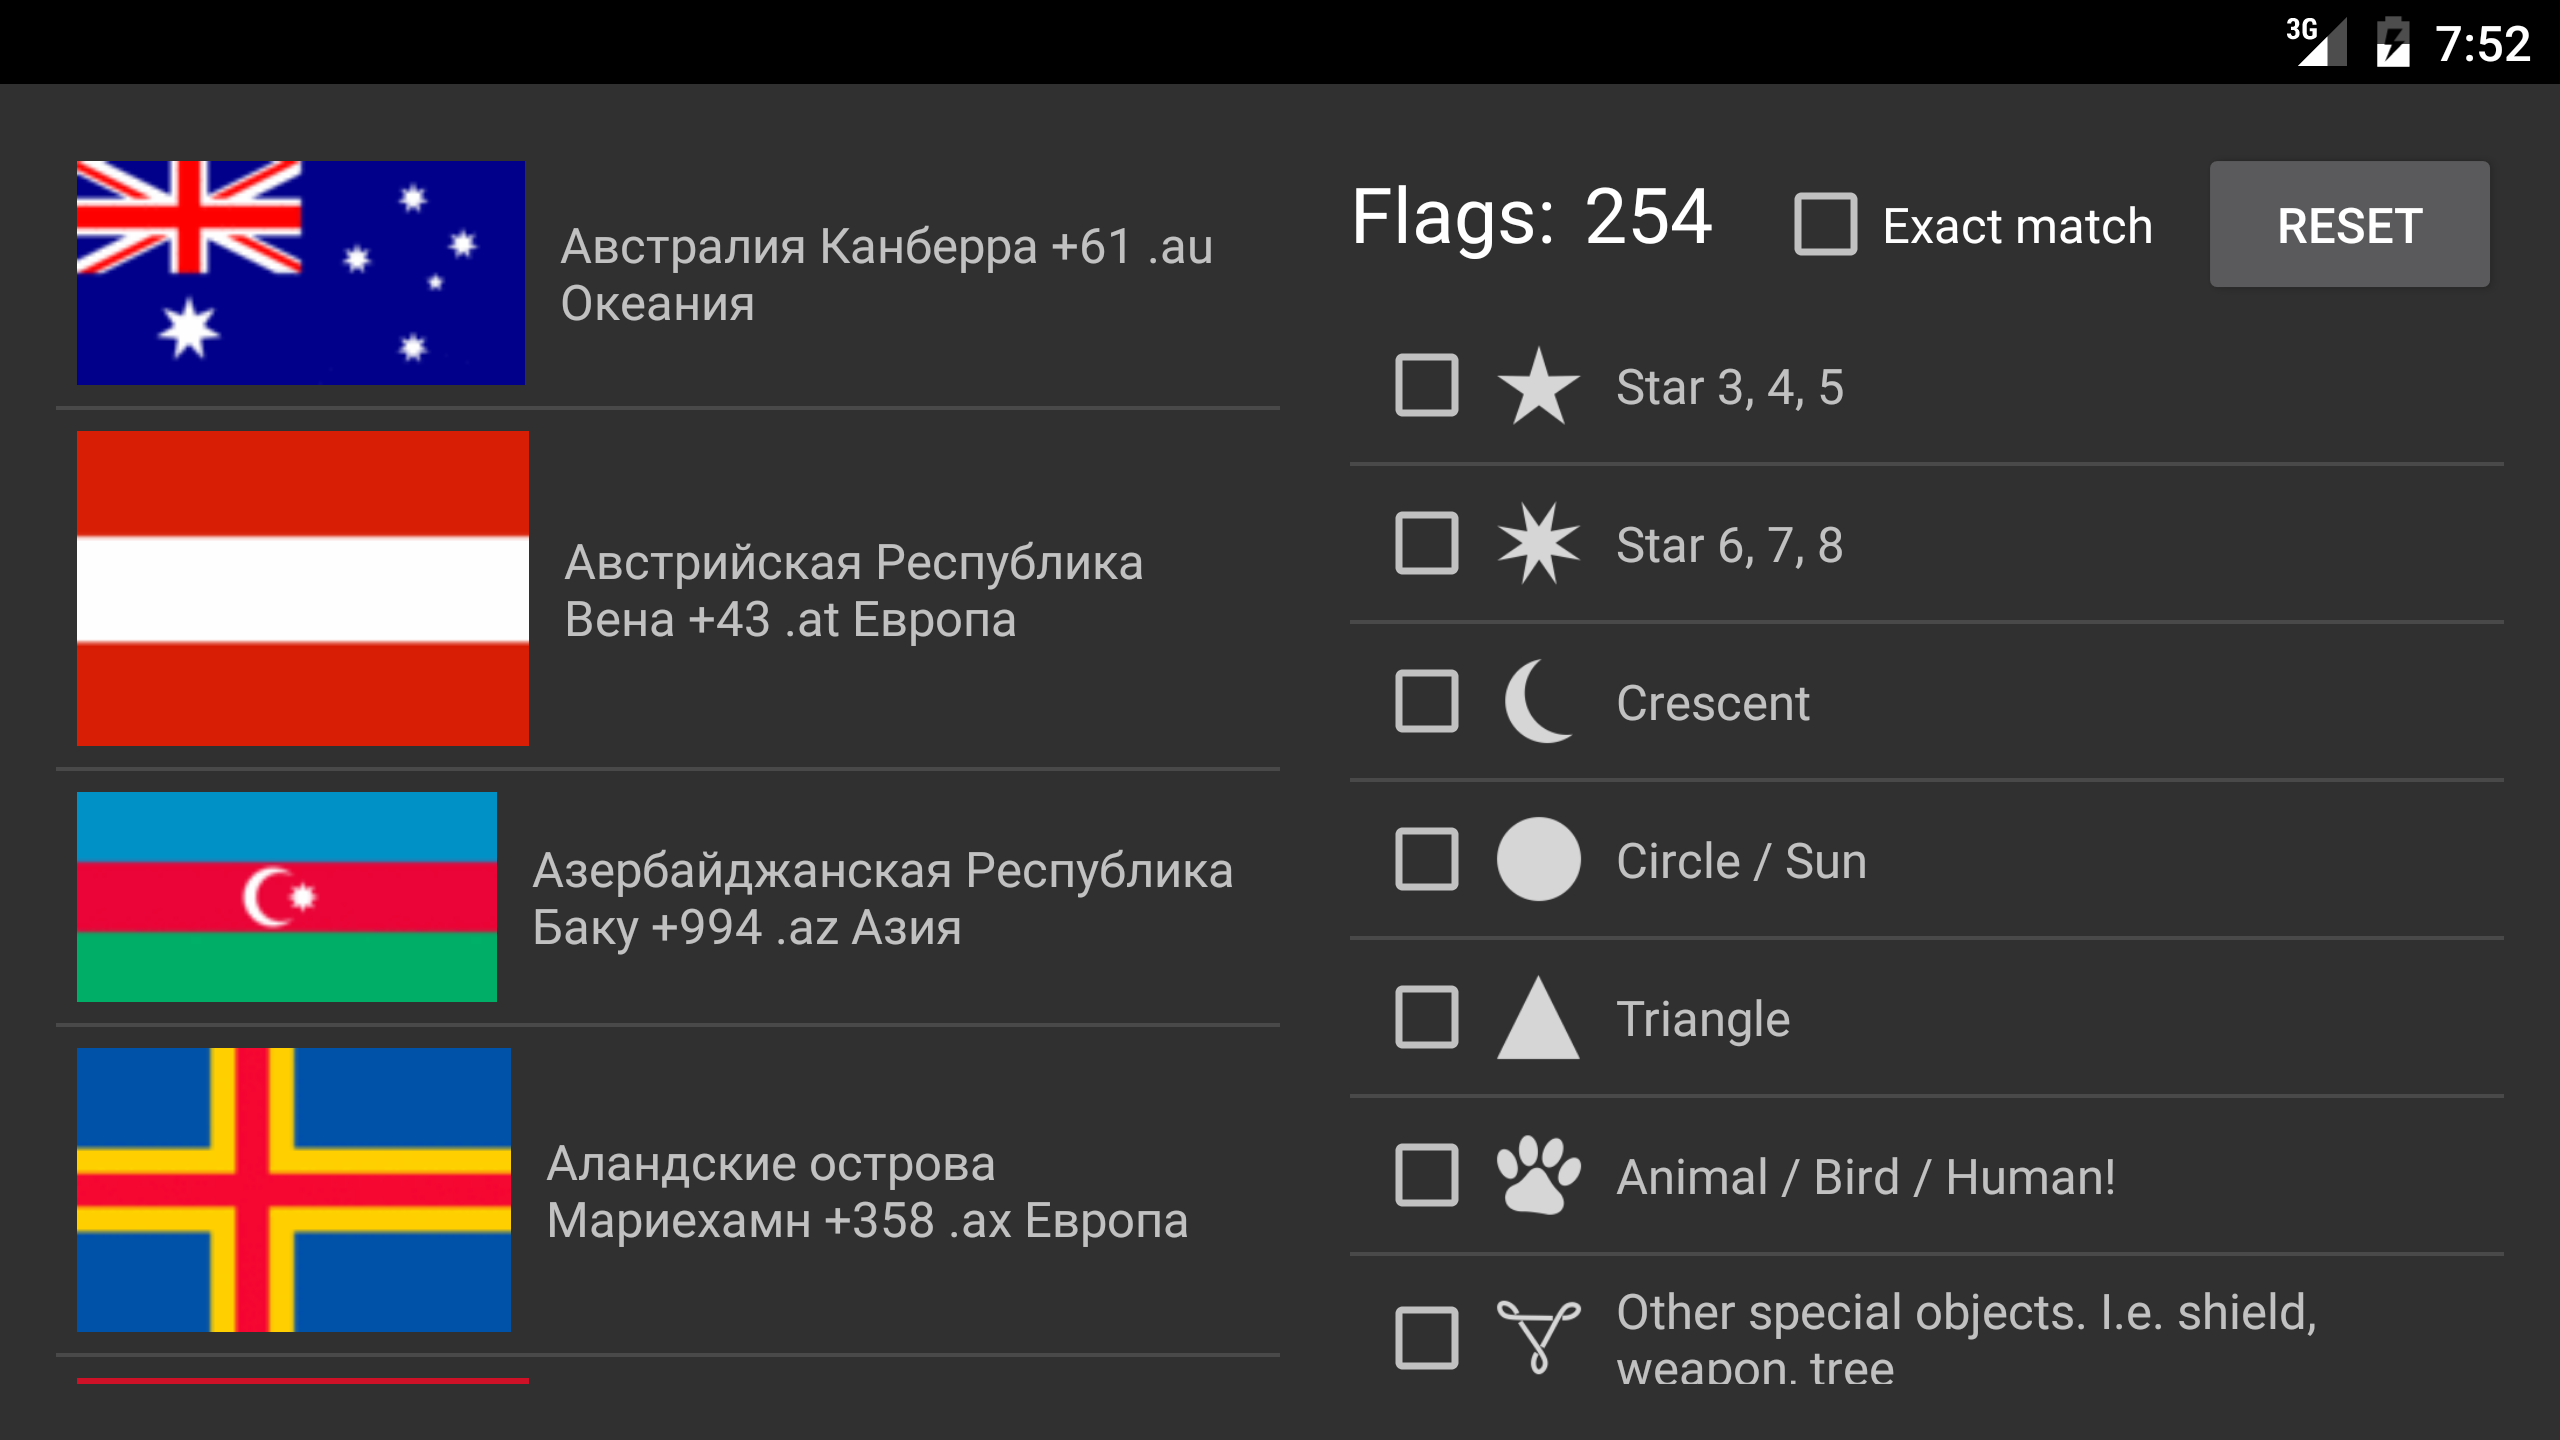 3G 7:52
Австралия Канберра +61 .au
Океания
Австрийская Республика
Вена +43 .at Европа
Азербайджанская Республика
Баку +994 .az Азия
Аландские острова
Мариехамн +358 .ax Европа
Flags: 254
Exact match
RESET
Star 3, 4, 5
Star 6, 7, 8
Crescent
Circle / Sun
Triangle
Animal / Bird / Human!
Other special objects. I.e. shield,
weapon, tree